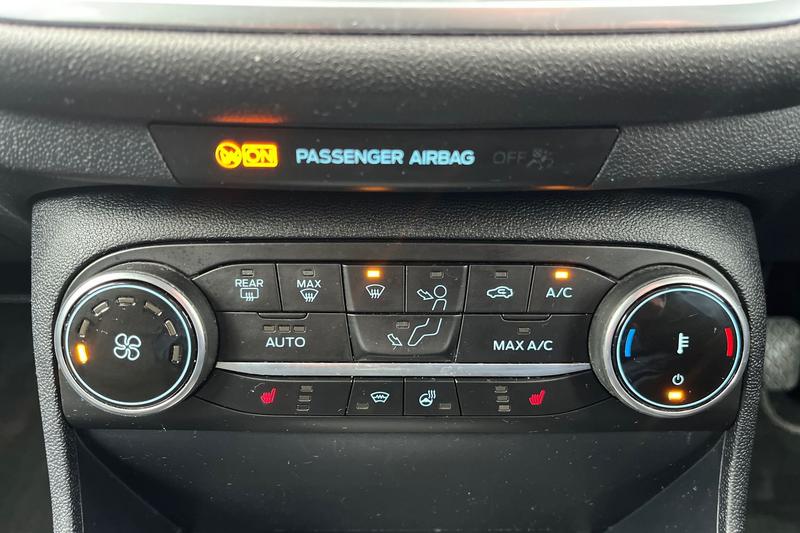 ON PASSENGER AIRBAG OFF
REAR MAX A/C
AUTO MAX A/C